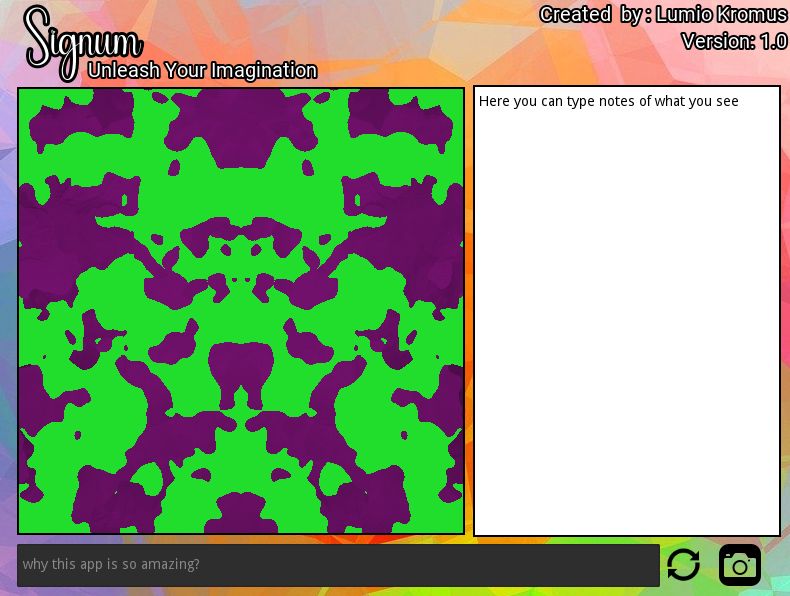 Signum
Unleash Your Imagination
Created by: Lumio Kromus
Version: 1.0
Here you can type notes of what you see
why this app is so amazing?